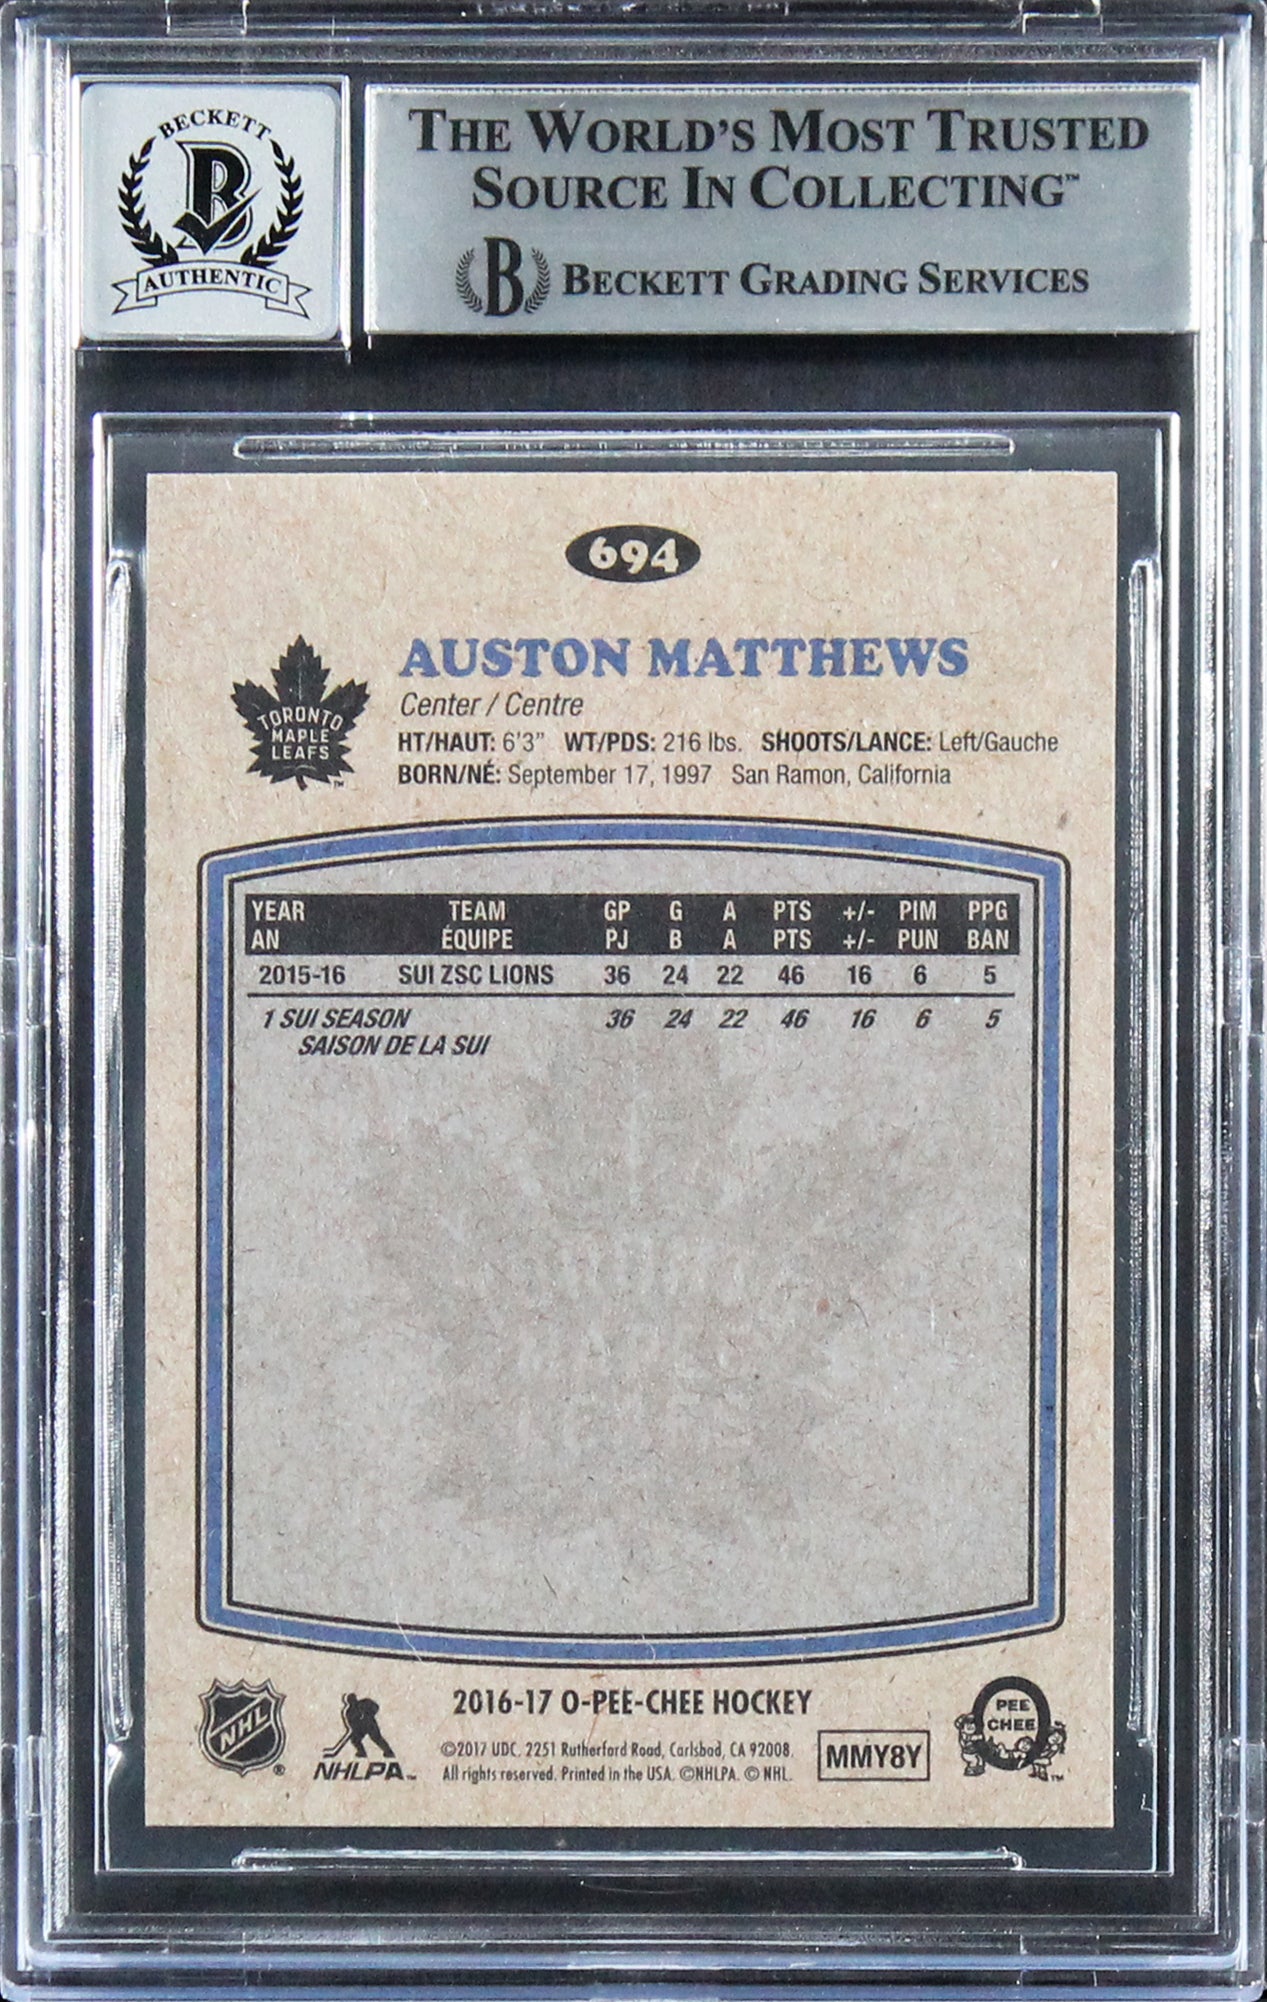 BECKETT
AUTHENTIC
THE WORLD'S MOST TRUSTED
SOURCE IN COLLECTING™
BECKETT GRADING SERVICES
694
AUSTON MATTHEWS
Center / Centre
TORONTO
MAPLE
LEAFS™
HT/HAUT: 6'3" WT/PDS: 216 lbs. SHOOTS/LANCE: Left/Gauche
BORN/NÉ: September 17, 1997 San Ramon, California
YEAR TEAM GP G A PTS +/- PIM PPG
AN ÉQUIPE PJ B A PTS +/- PUN BAN
2015-16 SUI ZSC LIONS 36 24 22 46 16 6 5
1 SUI SEASON 36 24 22 46 16 6 5
SAISON DE LA SUI
NHL®
NHLPA™
2016-17 O-PEE-CHEE HOCKEY
©2017 UDC. 2251 Rutherford Road, Carlsbad, CA 92008.
All rights reserved. Printed in the USA. ©NHLPA. © NHL.
MMY8Y
PEE
CHEE
™